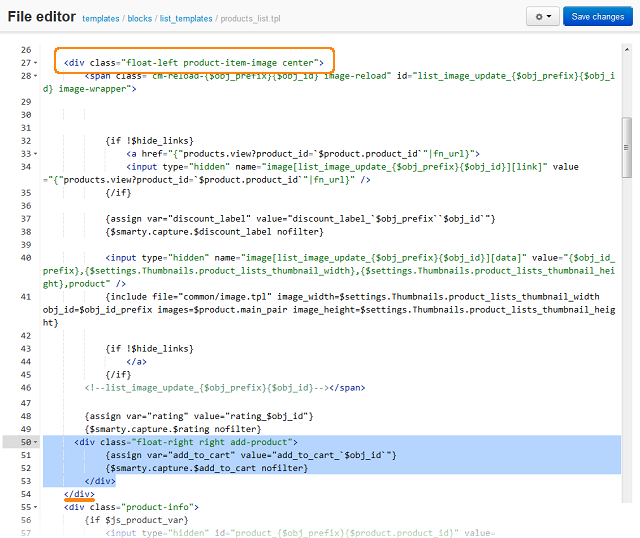 File editor templates / blocks / list_templates / products_list.tpl
Save changes
26
27 <div class="float-left product-item-image center">
28 <span class="cm-reload-{$obj_prefix}{$obj_id} image-reload" id="list_image_update_{$obj_prefix}{$obj_i
d} image-wrapper">
29
30
31
32 {if !$hide_links}
33 <a href="{"products.view?product_id=`$product.product_id`"|fn_url}">
34 <input type="hidden" name="image[list_image_update_{$obj_prefix}{$obj_id}][link]" value
="{"products.view?product_id=`$product.product_id`"|fn_url}" />
35 {/if}
36
37 {assign var="discount_label" value="discount_label_`$obj_prefix``$obj_id`"}
38 {$smarty.capture.$discount_label nofilter}
39
40 <input type="hidden" name="image[list_image_update_{$obj_prefix}{$obj_id}][data]" value="{$obj_id_
prefix},{$settings.Thumbnails.product_lists_thumbnail_width},{$settings.Thumbnails.product_lists_thumbnail_hei
ght},product" />
41 {include file="common/image.tpl" image_width=$settings.Thumbnails.product_lists_thumbnail_width
obj_id=$obj_id_prefix images=$product.main_pair image_height=$settings.Thumbnails.product_lists_thumbnail_heig
ht}
42
43 {if !$hide_links}
44 </a>
45 {/if}
46 <!--list_image_update_{$obj_prefix}{$obj_id}--></span>
47
48 {assign var="rating" value="rating_$obj_id"}
49 {$smarty.capture.$rating nofilter}
50 <div class="float-right right add-product">
51 {assign var="add_to_cart" value="add_to_cart_`$obj_id`"}
52 {$smarty.capture.$add_to_cart nofilter}
53 </div>
54 </div>
55 <div class="product-info">
56 {if $js_product_var}
57 <input type="hidden" id="product_{$obj_prefix}{$product.product_id}" value=